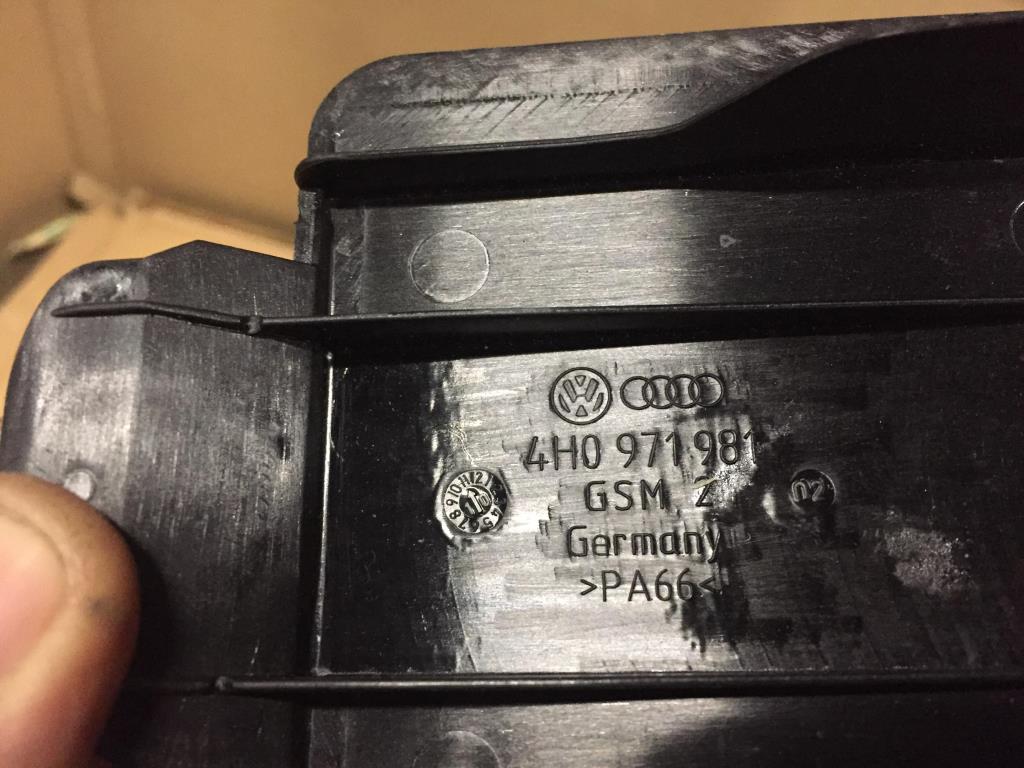 4H0 971 981
GSM Z
02
Germany
>PA66<